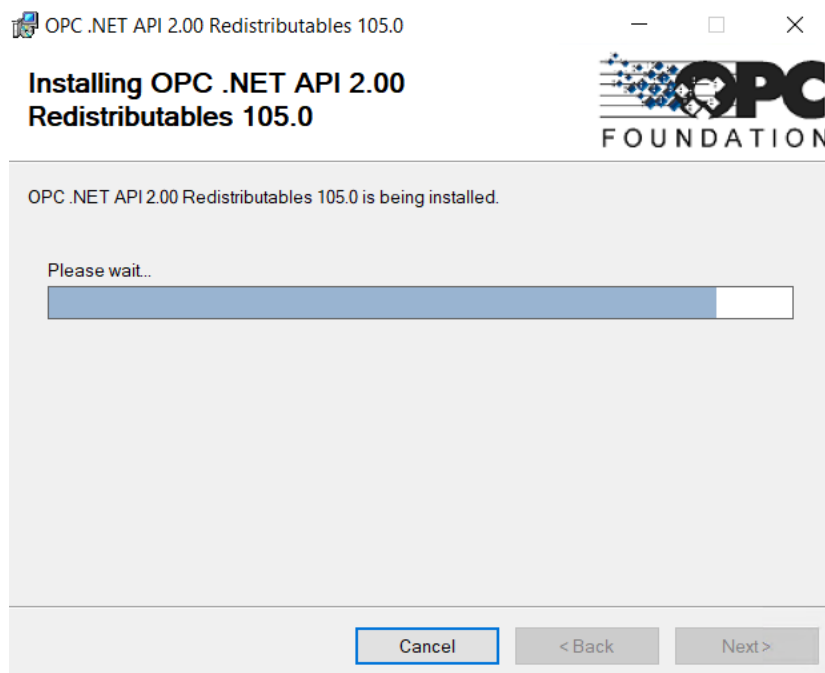 OPC .NET API 2.00 Redistributables 105.0
Installing OPC .NET API 2.00
Redistributables 105.0
OPC
FOUNDATION
OPC .NET API 2.00 Redistributables 105.0 is being installed.
Please wait...
Cancel
< Back
Next >